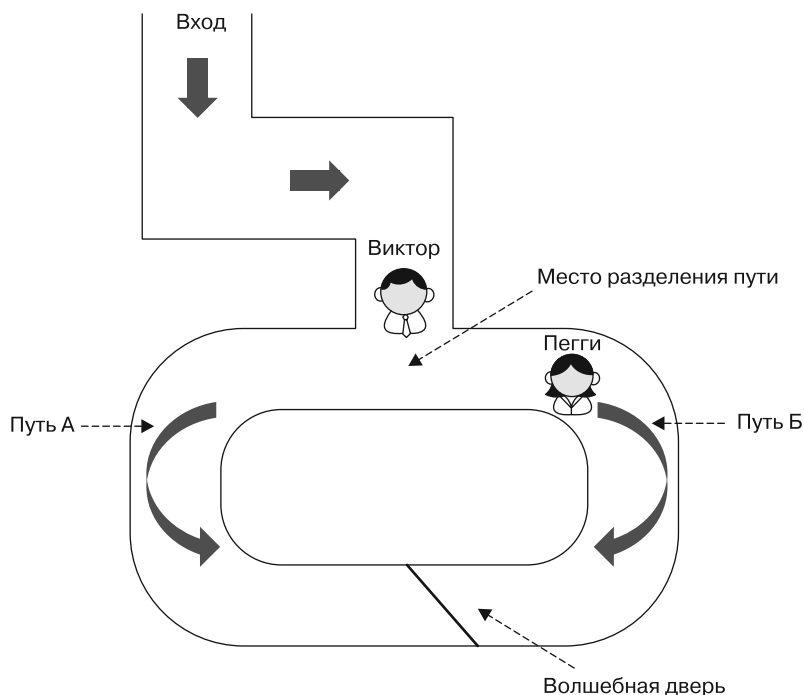 Вход
Виктор
Место разделения пути
Пегги
Путь А
Путь Б
Волшебная дверь